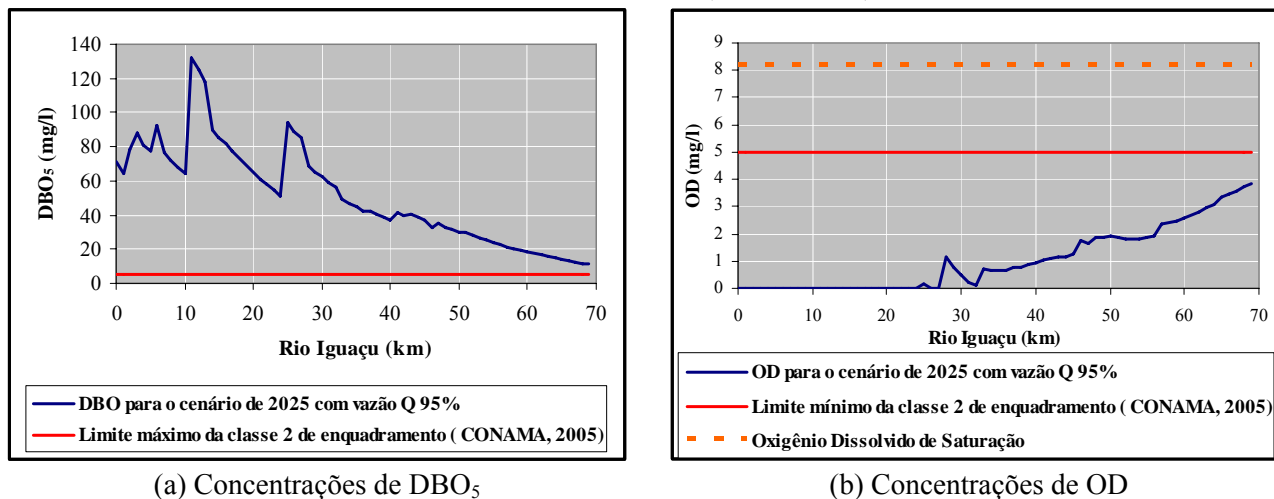 140
120
100
80
60
40
20
0
DBO5 (mg/l)
0 10 20 30 40 50 60 70
Rio Iguaçu (km)
DBO para o cenário de 2025 com vazão Q 95%
Limite máximo da classe 2 de enquadramento ( CONAMA, 2005)
(a) Concentrações de DBO5
9
8
7
6
5
4
3
2
1
0
OD (mg/l)
0 10 20 30 40 50 60 70
Rio Iguaçu (km)
OD para o cenário de 2025 com vazão Q 95%
Limite mínimo da classe 2 de enquadramento ( CONAMA, 2005)
Oxigênio Dissolvido de Saturação
(b) Concentrações de OD